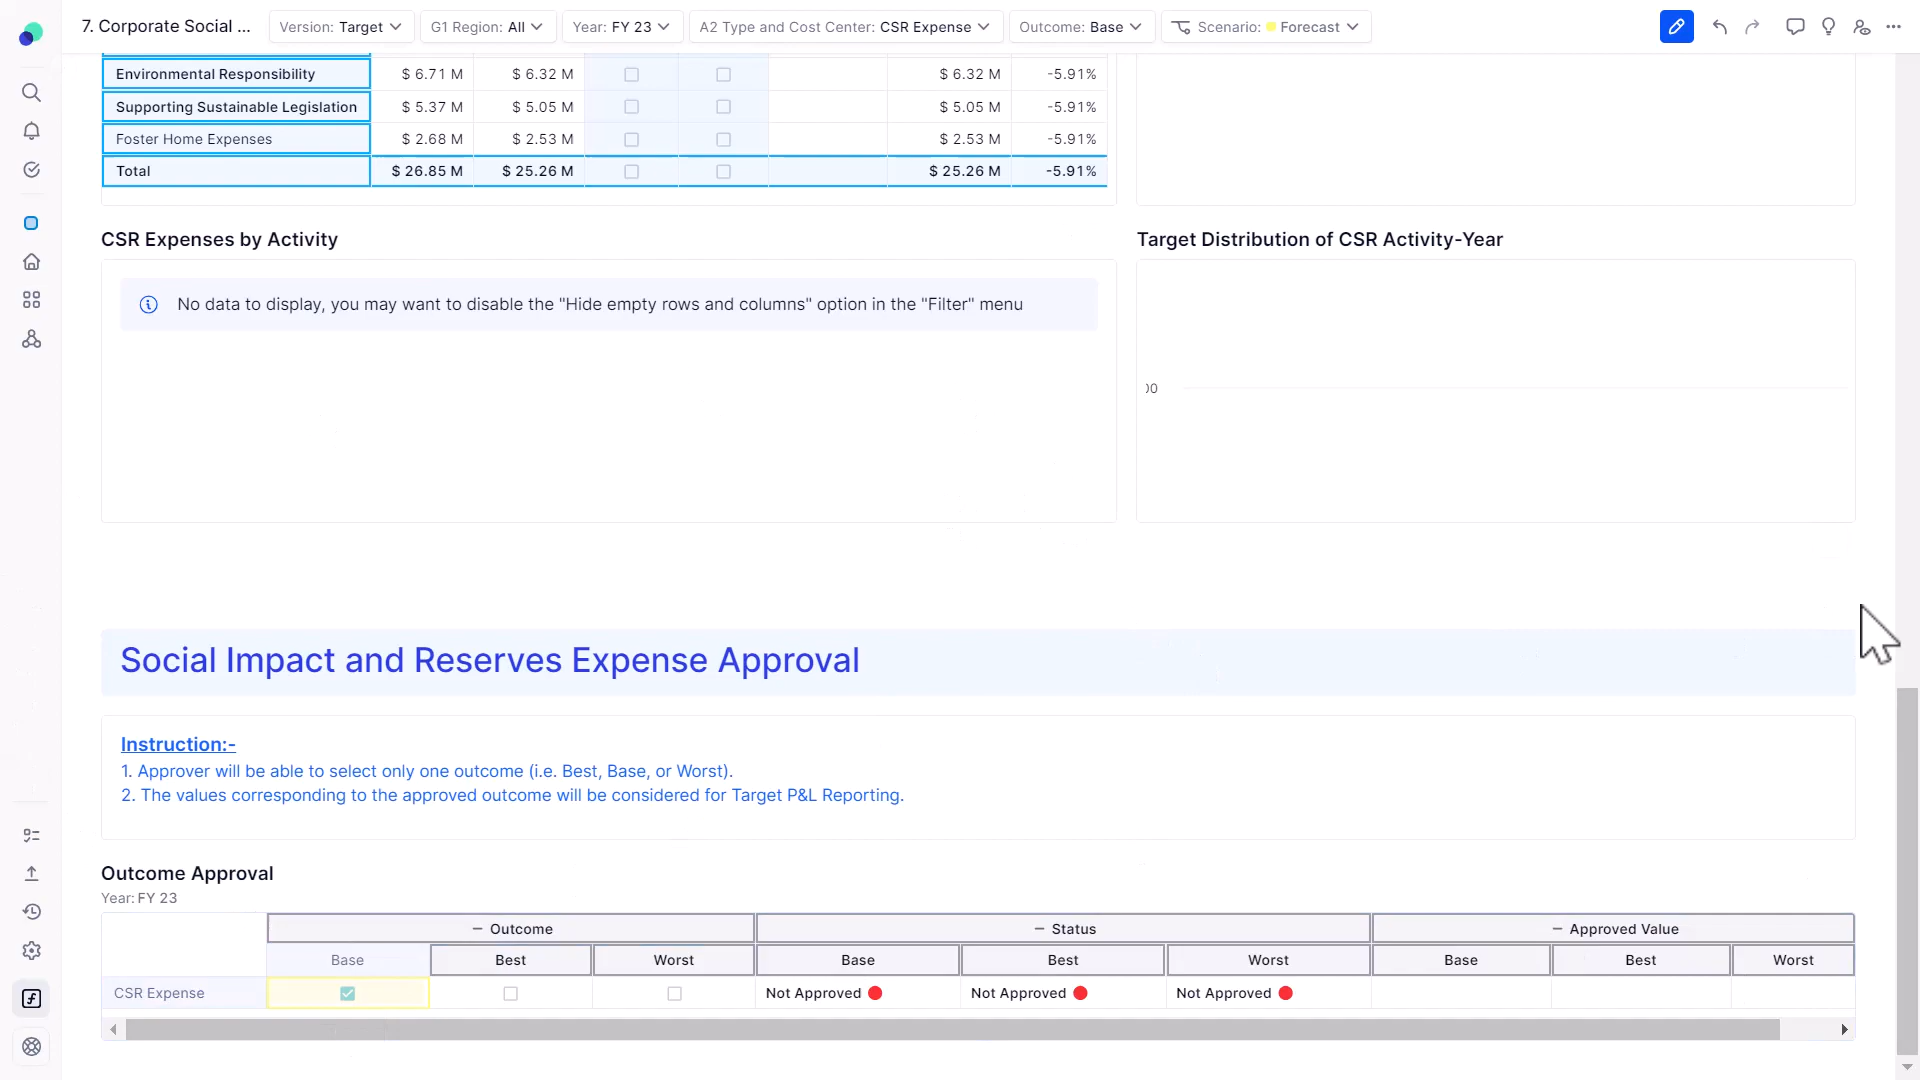 7. Corporate Social ...
Version: Target
G1 Region: All
Year: FY 23
A2 Type and Cost Center: CSR Expense
Outcome: Base
Scenario: Forecast
Environmental Responsibility $ 6.71 M $ 6.32 M $ 6.32 M -5.91%
Supporting Sustainable Legislation $ 5.37 M $ 5.05 M $ 5.05 M -5.91%
Foster Home Expenses $ 2.68 M $ 2.53 M $ 2.53 M -5.91%
Total $ 26.85 M $ 25.26 M $ 25.26 M -5.91%
CSR Expenses by Activity
Target Distribution of CSR Activity-Year
No data to display, you may want to disable the "Hide empty rows and columns" option in the "Filter" menu
Social Impact and Reserves Expense Approval
Instruction:-
1. Approver will be able to select only one outcome (i.e. Best, Base, or Worst).
2. The values corresponding to the approved outcome will be considered for Target P&L Reporting.
Outcome Approval
Year: FY 23
– Outcome – Status – Approved Value
Base Best Worst Base Best Worst Base Best Worst
CSR Expense Not Approved Not Approved Not Approved